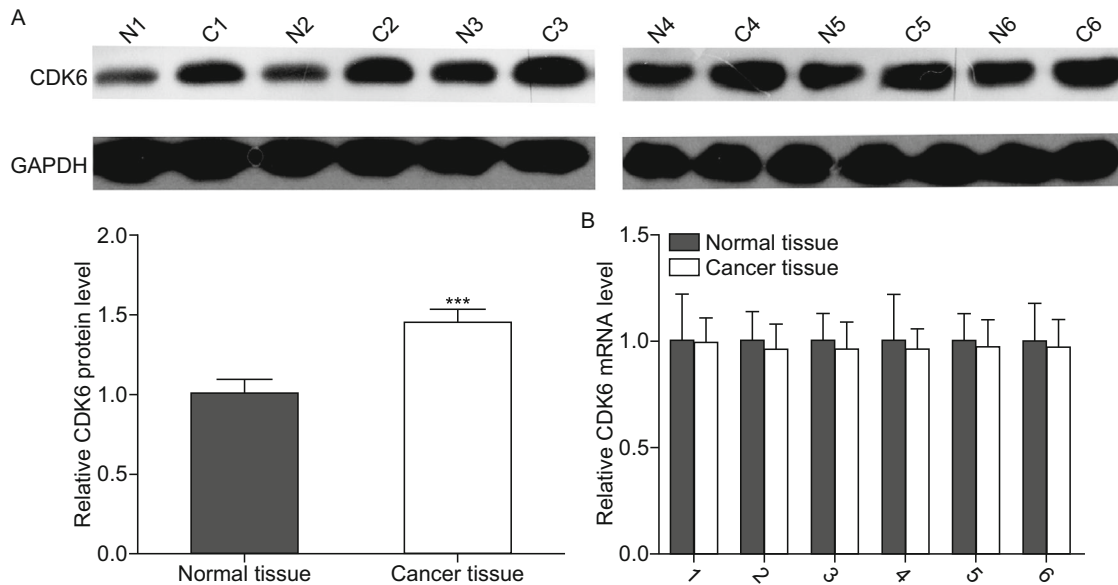 A
N1 C1 N2 C2 N3 C3 N4 C4 N5 C5 N6 C6
CDK6
GAPDH
Relative CDK6 protein level
2.0
1.5
1.0
0.5
0.0
***
Normal tissue Cancer tissue
B
Relative CDK6 mRNA level
1.5
1.0
0.5
0.0
Normal tissue
Cancer tissue
1 2 3 4 5 6